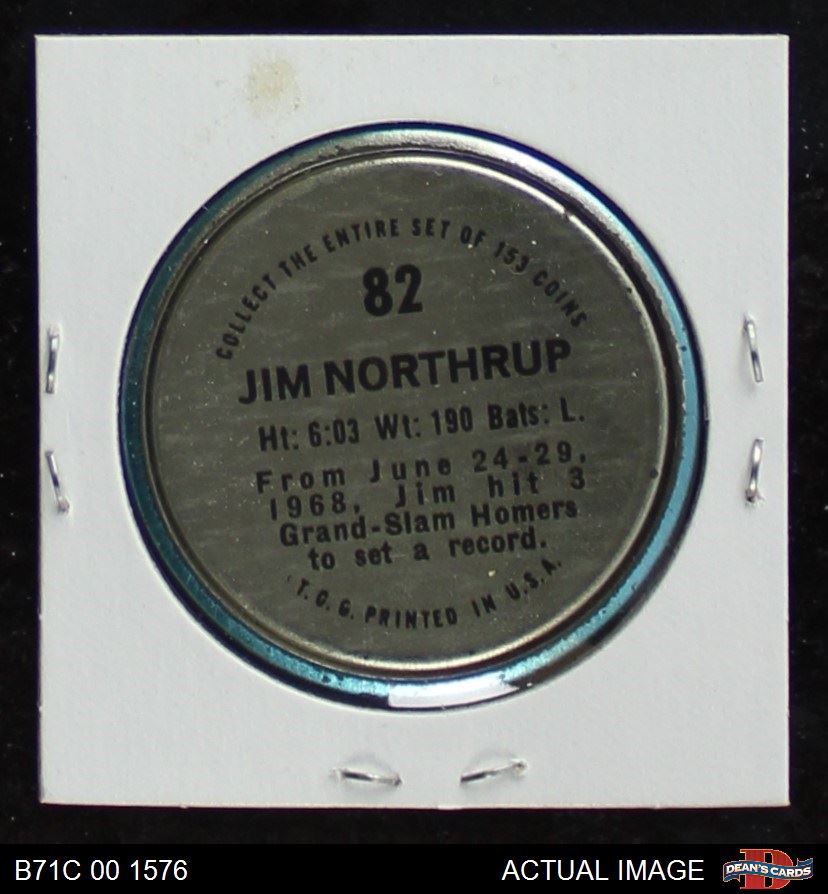 COLLECT THE ENTIRE SET OF 153 COINS
82
JIM NORTHRUP
Ht: 6:03 Wt: 190 Bats: L.
From June 24-29,
1968, Jim hit 3
Grand-Slam Homers
to set a record.
T.C.G. PRINTED IN U.S.A.
B71C 00 1576
ACTUAL IMAGE
DEAN'S CARDS